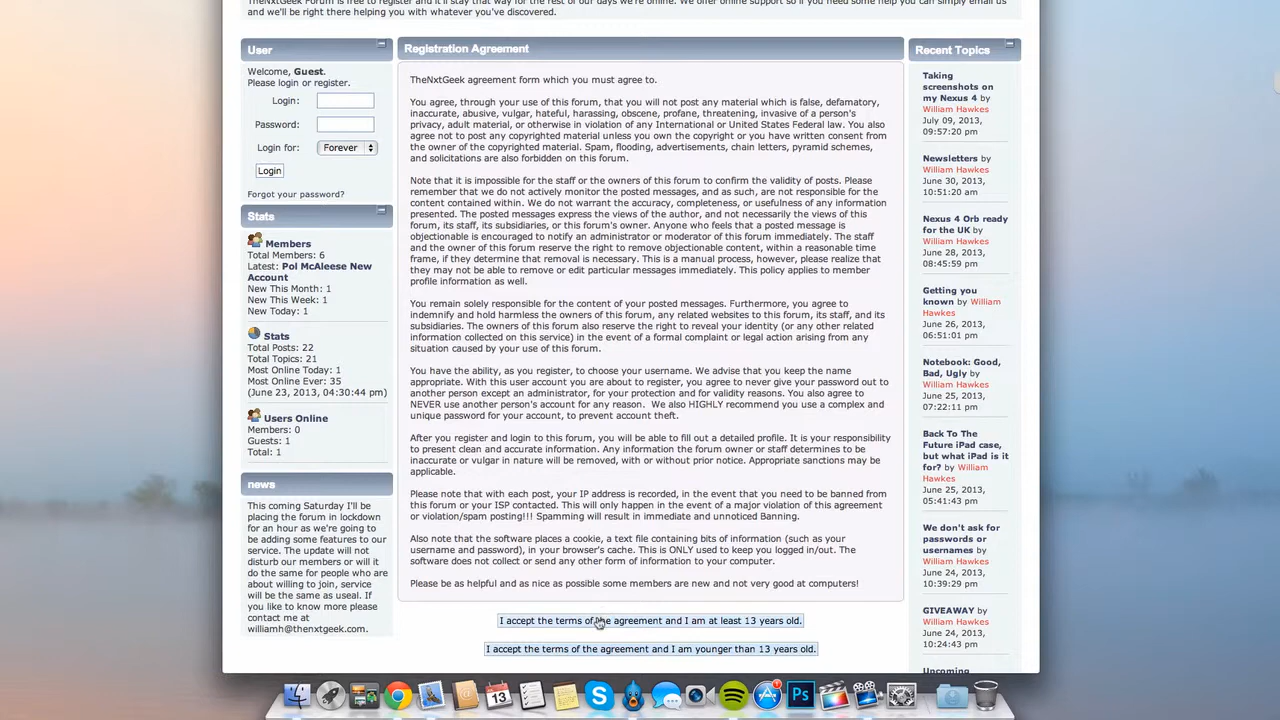 TheNxtGeek Forum is free to register and it'll stay that way for the rest of our days we're online. We offer online support so if you need some help you can simply email us
and we'll be right there helping you with whatever you've discovered.
User
Welcome, Guest.
Please login or register.
Login:
Password:
Login for:
Forever
Login
Forgot your password?
Stats
Members
Total Members: 6
Latest: Pol McAleese New
Account
New This Month: 1
New This Week: 1
New Today: 1
Stats
Total Posts: 22
Total Topics: 21
Most Online Today: 1
Most Online Ever: 35
(June 23, 2013, 04:30:44 pm)
Users Online
Members: 0
Guests: 1
Total: 1
news
This coming Saturday I'll be
placing the forum in lockdown
for an hour as we're going to
be adding some features to our
service. The update will not
disturb our members or will it
do the same for people who are
about willing to join, service
will be the same as useal. If
you like to know more please
contact me at
williamh@thenxtgeek.com.
Registration Agreement
TheNxtGeek agreement form which you must agree to.
You agree, through your use of this forum, that you will not post any material which is false, defamatory,
inaccurate, abusive, vulgar, hateful, harassing, obscene, profane, threatening, invasive of a person's
privacy, adult material, or otherwise in violation of any International or United States Federal law. You also
agree not to post any copyrighted material unless you own the copyright or you have written consent from
the owner of the copyrighted material. Spam, flooding, advertisements, chain letters, pyramid schemes,
and solicitations are also forbidden on this forum.
Note that it is impossible for the staff or the owners of this forum to confirm the validity of posts. Please
remember that we do not actively monitor the posted messages, and as such, are not responsible for the
content contained within. We do not warrant the accuracy, completeness, or usefulness of any information
presented. The posted messages express the views of the author, and not necessarily the views of this
forum, its staff, its subsidiaries, or this forum's owner. Anyone who feels that a posted message is
objectionable is encouraged to notify an administrator or moderator of this forum immediately. The staff
and the owner of this forum reserve the right to remove objectionable content, within a reasonable time
frame, if they determine that removal is necessary. This is a manual process, however, please realize that
they may not be able to remove or edit particular messages immediately. This policy applies to member
profile information as well.
You remain solely responsible for the content of your posted messages. Furthermore, you agree to
indemnify and hold harmless the owners of this forum, any related websites to this forum, its staff, and its
subsidiaries. The owners of this forum also reserve the right to reveal your identity (or any other related
information collected on this service) in the event of a formal complaint or legal action arising from any
situation caused by your use of this forum.
You have the ability, as you register, to choose your username. We advise that you keep the name
appropriate. With this user account you are about to register, you agree to never give your password out to
another person except an administrator, for your protection and for validity reasons. You also agree to
NEVER use another person's account for any reason.  We also HIGHLY recommend you use a complex and
unique password for your account, to prevent account theft.
After you register and login to this forum, you will be able to fill out a detailed profile. It is your responsibility
to present clean and accurate information. Any information the forum owner or staff determines to be
inaccurate or vulgar in nature will be removed, with or without prior notice. Appropriate sanctions may be
applicable.
Please note that with each post, your IP address is recorded, in the event that you need to be banned from
this forum or your ISP contacted. This will only happen in the event of a major violation of this agreement
or violation/spam posting!!! Spamming will result in immediate and unnoticed Banning.
Also note that the software places a cookie, a text file containing bits of information (such as your
username and password), in your browser's cache. This is ONLY used to keep you logged in/out. The
software does not collect or send any other form of information to your computer.
Please be as helpful and as nice as possible some members are new and not very good at computers!
I accept the terms of the agreement and I am at least 13 years old.
I accept the terms of the agreement and I am younger than 13 years old.
Recent Topics
Taking
screenshots on
my Nexus 4 by
William Hawkes
July 09, 2013,
09:57:20 pm
Newsletters by
William Hawkes
June 30, 2013,
10:51:20 am
Nexus 4 Orb ready
for the UK by
William Hawkes
June 28, 2013,
08:45:59 pm
Getting you
known by William
Hawkes
June 26, 2013,
06:51:01 pm
Notebook: Good,
Bad, Ugly by
William Hawkes
June 25, 2013,
07:22:11 pm
Back To The
Future iPad case,
but what iPad is it
for? by William
Hawkes
June 25, 2013,
05:41:43 pm
We don't ask for
passwords or
usernames by
William Hawkes
June 24, 2013,
10:39:29 pm
GIVEAWAY by
William Hawkes
June 24, 2013,
10:24:43 pm
Upcoming
13
Ps